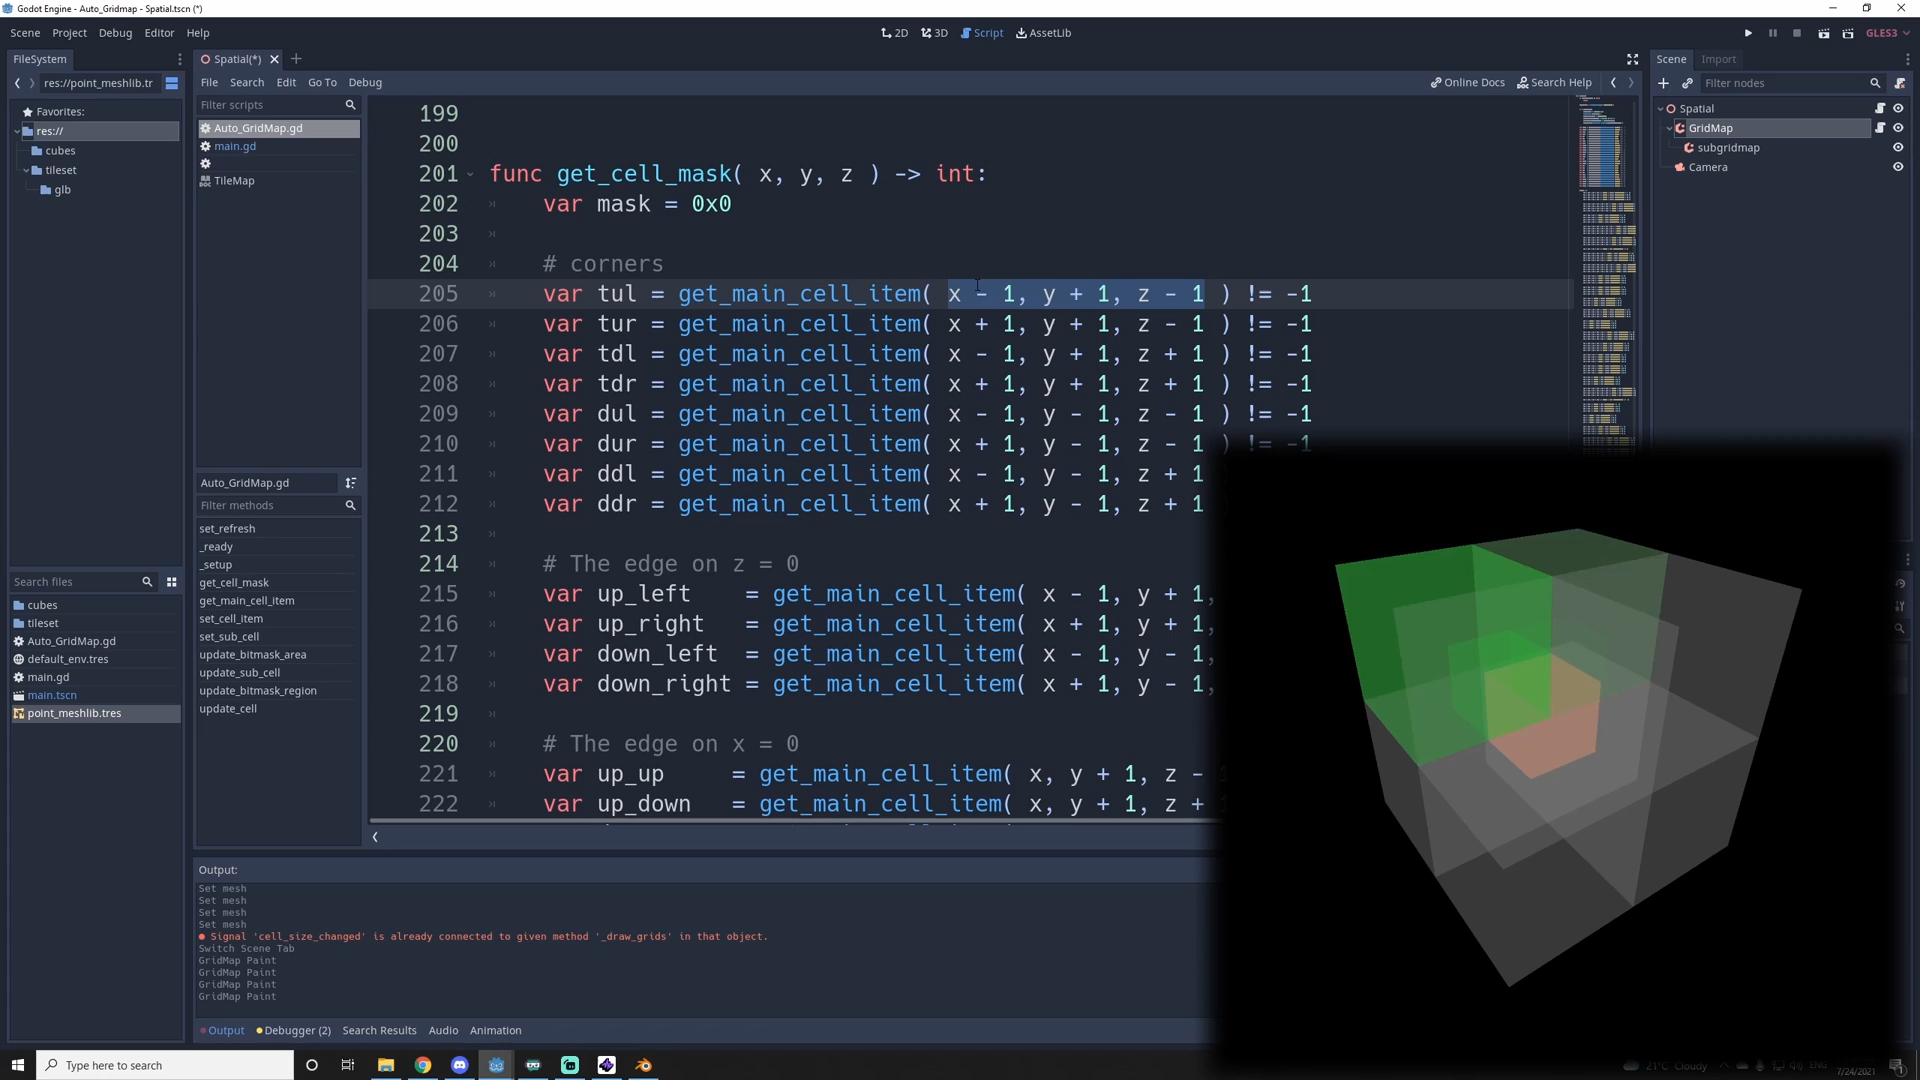 Godot Engine - Auto_Gridmap - Spatial.tscn (*)
Scene Project Debug Editor Help
2D 3D Script AssetLib
GLES3
FileSystem
res://point_meshlib.tr
Favorites:
res://
cubes
tileset
glb
Search files
cubes
tileset
Auto_GridMap.gd
default_env.tres
main.gd
main.tscn
point_meshlib.tres
Spatial(*)
File Search Edit Go To Debug
Online Docs Search Help
Filter scripts
Auto_GridMap.gd
main.gd
TileMap
Auto_GridMap.gd
Filter methods
set_refresh
_ready
_setup
get_cell_mask
get_main_cell_item
set_cell_item
set_sub_cell
update_bitmask_area
update_sub_cell
update_bitmask_region
update_cell
199
200
201 func get_cell_mask( x, y, z ) -> int:
202 var mask = 0x0
203
204 # corners
205 var tul = get_main_cell_item( x - 1, y + 1, z - 1 ) != -1
206 var tur = get_main_cell_item( x + 1, y + 1, z - 1 ) != -1
207 var tdl = get_main_cell_item( x - 1, y + 1, z + 1 ) != -1
208 var tdr = get_main_cell_item( x + 1, y + 1, z + 1 ) != -1
209 var dul = get_main_cell_item( x - 1, y - 1, z - 1 ) != -1
210 var dur = get_main_cell_item( x + 1, y - 1, z - 1 ) != -1
211 var ddl = get_main_cell_item( x - 1, y - 1, z + 1
212 var ddr = get_main_cell_item( x + 1, y - 1, z + 1
213
214 # The edge on z = 0
215 var up_left = get_main_cell_item( x - 1, y + 1,
216 var up_right = get_main_cell_item( x + 1, y + 1,
217 var down_left = get_main_cell_item( x - 1, y - 1,
218 var down_right = get_main_cell_item( x + 1, y - 1,
219
220 # The edge on x = 0
221 var up_up = get_main_cell_item( x, y + 1, z -
222 var up_down = get_main_cell_item( x, y + 1, z +
Output:
Set mesh
Set mesh
Set mesh
Set mesh
Signal 'cell_size_changed' is already connected to given method '_draw_grids' in that object.
Switch Scene Tab
GridMap Paint
GridMap Paint
GridMap Paint
GridMap Paint
Output Debugger (2) Search Results Audio Animation
Scene Import
Filter nodes
Spatial
GridMap
subgridmap
Camera
Type here to search
21°C Cloudy
ENG
7/24/2021